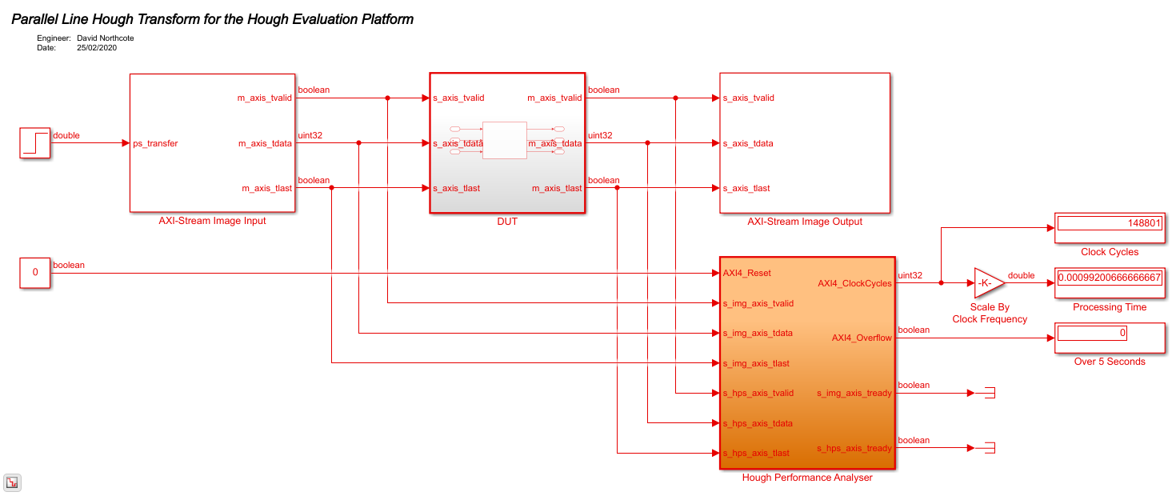 Parallel Line Hough Transform for the Hough Evaluation Platform
Engineer: David Northcote
Date: 25/02/2020
double
ps_transfer
m_axis_tvalid
m_axis_tdata
m_axis_tlast
AXI-Stream Image Input
boolean
uint32
boolean
s_axis_tvalid
s_axis_tdata
s_axis_tlast
m_axis_tvalid
m_axis_tdata
m_axis_tlast
DUT
boolean
uint32
boolean
s_axis_tvalid
s_axis_tdata
s_axis_tlast
AXI-Stream Image Output
0
boolean
AXI4_Reset
s_img_axis_tvalid
s_img_axis_tdata
s_img_axis_tlast
s_hps_axis_tvalid
s_hps_axis_tdata
s_hps_axis_tlast
AXI4_ClockCycles
AXI4_Overflow
s_img_axis_tready
s_hps_axis_tready
Hough Performance Analyser
uint32
boolean
boolean
boolean
-K-
Scale By
Clock Frequency
double
148801
Clock Cycles
0.00099200666666667
Processing Time
0
Over 5 Seconds